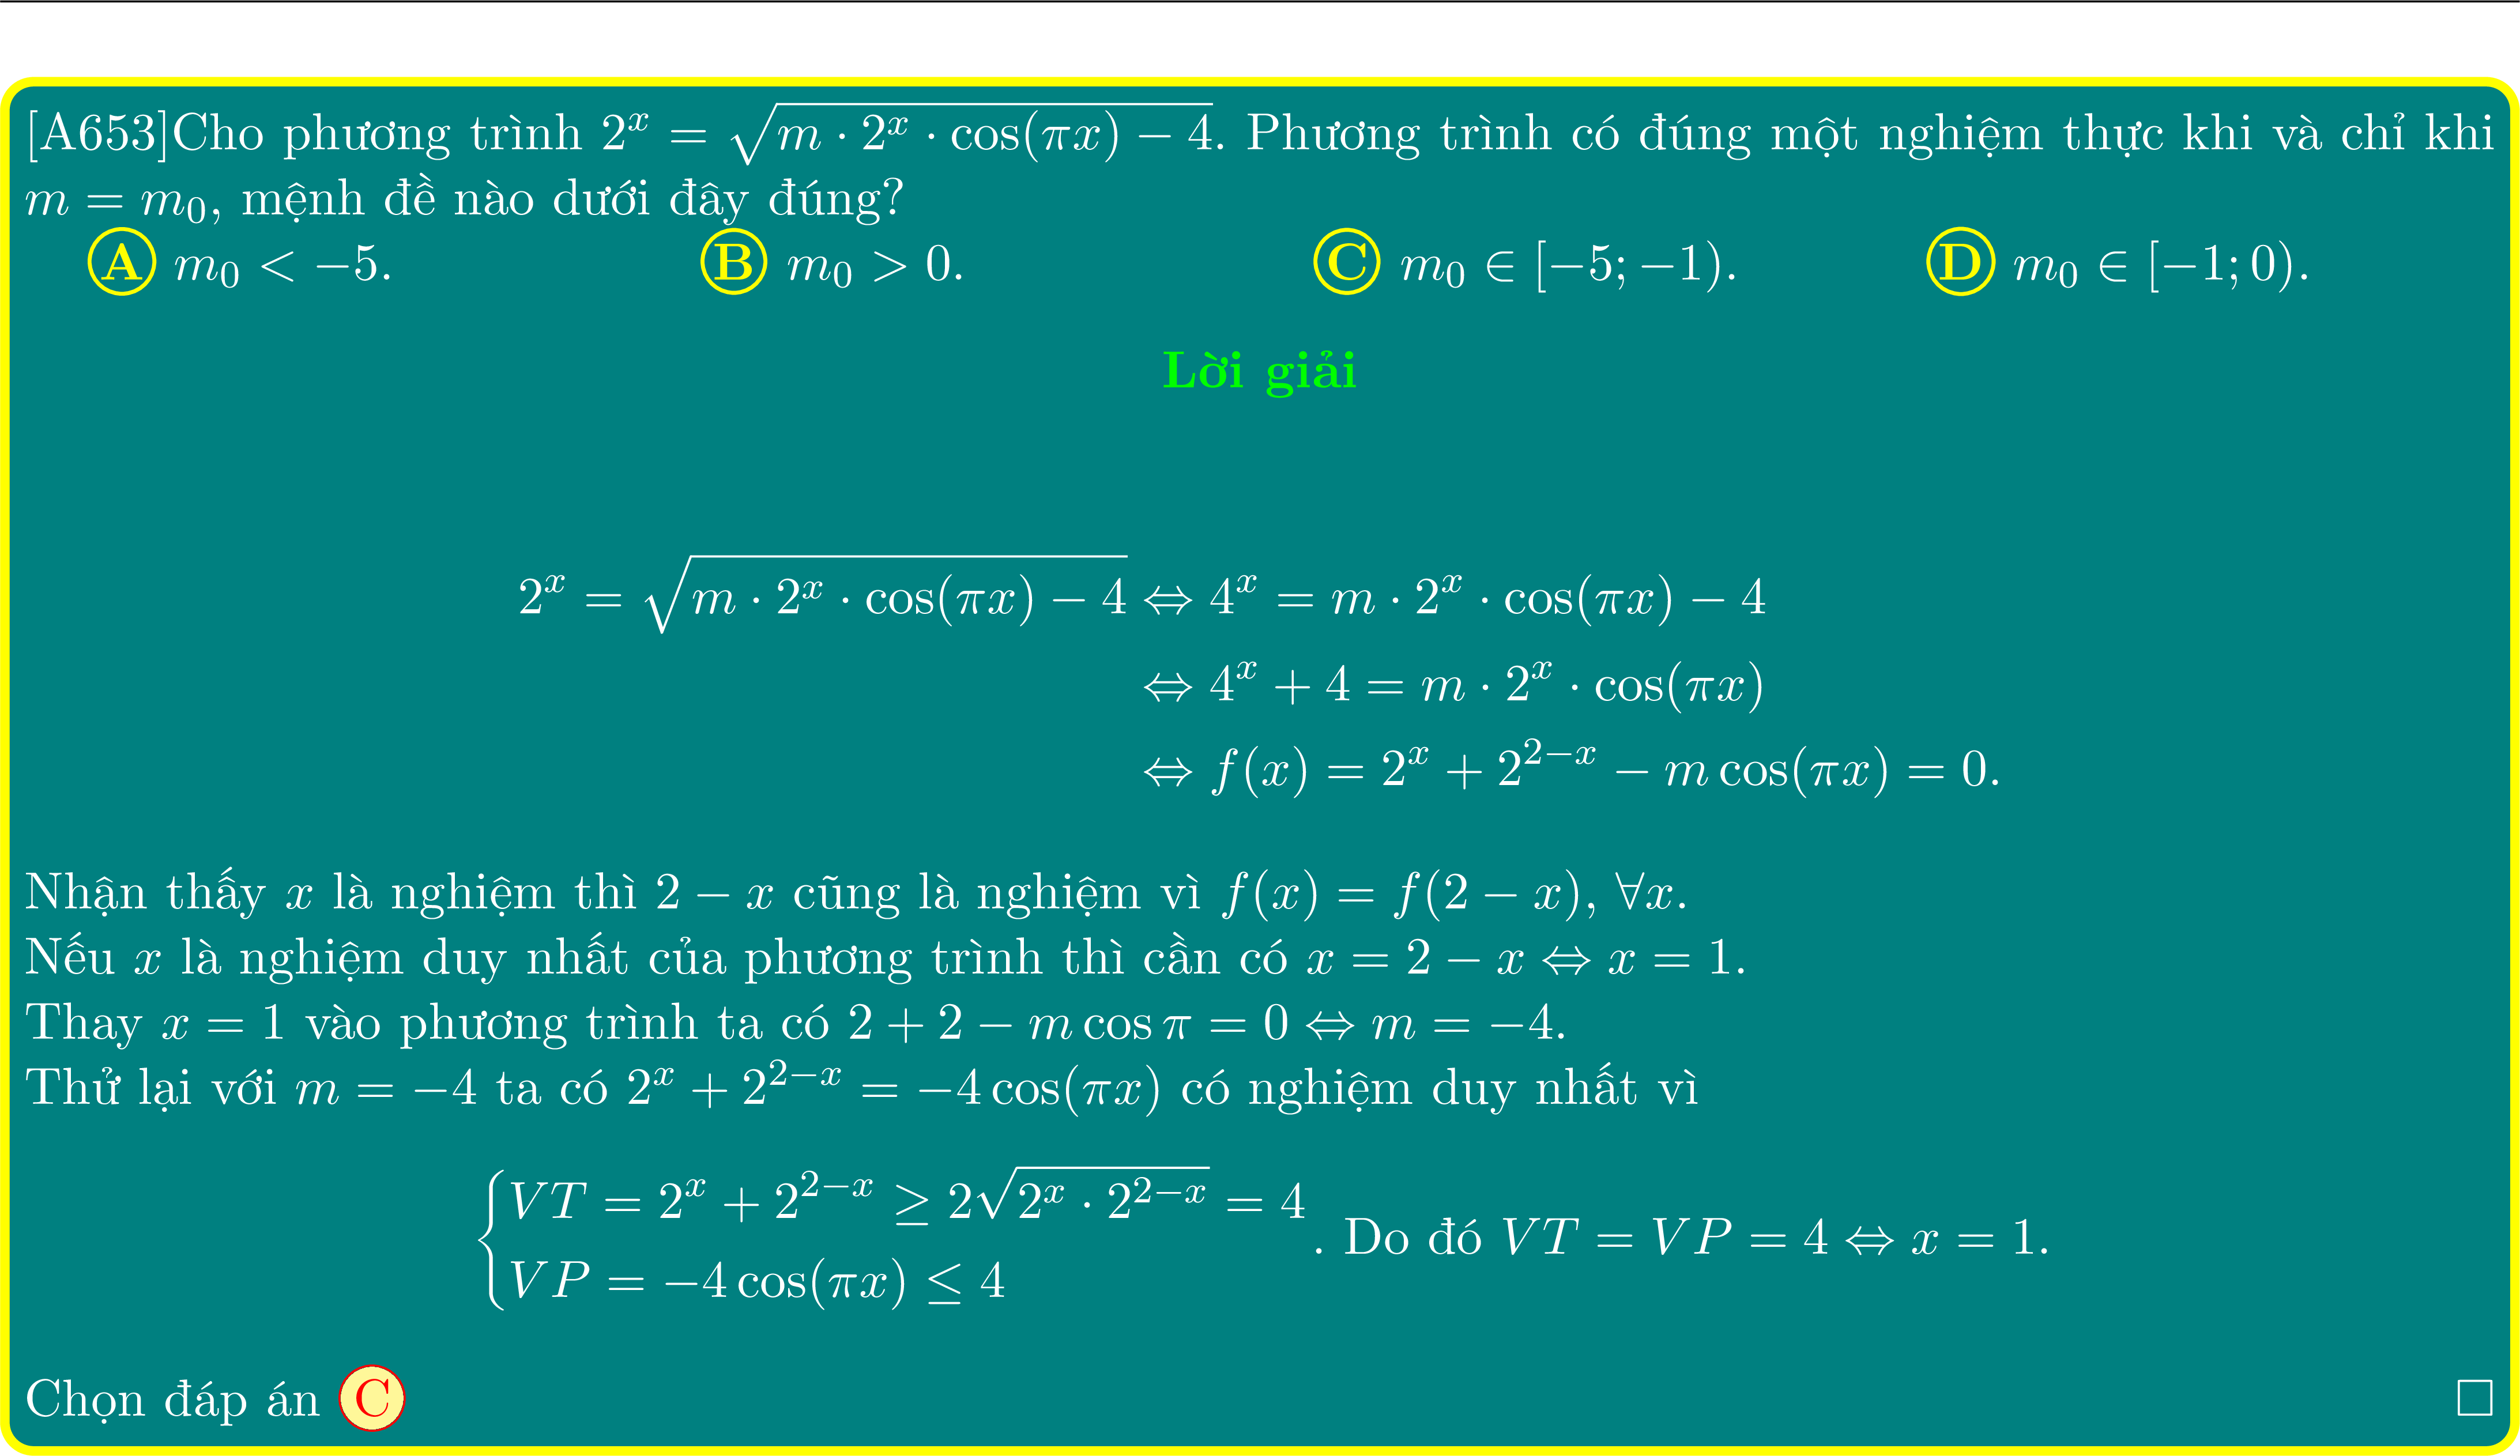 [A653]Cho phương trình $2^x = \sqrt{m \cdot 2^x \cdot \cos(\pi x) - 4}$. Phương trình có đúng một nghiệm thực khi và chỉ khi
$m = m_0$, mệnh đề nào dưới đây đúng?
A $m_0 < -5$. B $m_0 > 0$. C $m_0 \in [-5; -1)$. D $m_0 \in [-1; 0)$.
Lời giải
$2^x = \sqrt{m \cdot 2^x \cdot \cos(\pi x) - 4} \Leftrightarrow 4^x = m \cdot 2^x \cdot \cos(\pi x) - 4$
$\Leftrightarrow 4^x + 4 = m \cdot 2^x \cdot \cos(\pi x)$
$\Leftrightarrow f(x) = 2^x + 2^{2-x} - m\cos(\pi x) = 0.$
Nhận thấy $x$ là nghiệm thì $2 - x$ cũng là nghiệm vì $f(x) = f(2 - x), \forall x$.
Nếu $x$ là nghiệm duy nhất của phương trình thì cần có $x = 2 - x \Leftrightarrow x = 1$.
Thay $x = 1$ vào phương trình ta có $2 + 2 - m\cos\pi = 0 \Leftrightarrow m = -4$.
Thử lại với $m = -4$ ta có $2^x + 2^{2-x} = -4\cos(\pi x)$ có nghiệm duy nhất vì
$\begin{cases} VT = 2^x + 2^{2-x} \geq 2\sqrt{2^x \cdot 2^{2-x}} = 4 \\ VP = -4\cos(\pi x) \leq 4 \end{cases}$. Do đó $VT = VP = 4 \Leftrightarrow x = 1$.
Chọn đáp án C □